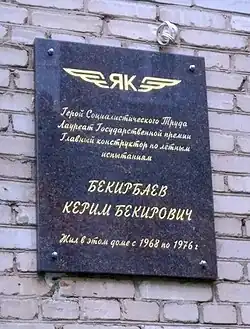 ЯК
Герой Социалистического Труда
Лауреат Государственной премии
Главный конструктор по лётным
испытаниям
БЕКИРБАЕВ
КЕРИМ БЕКИРОВИЧ
Жил в этом доме с 1968 по 1976 г